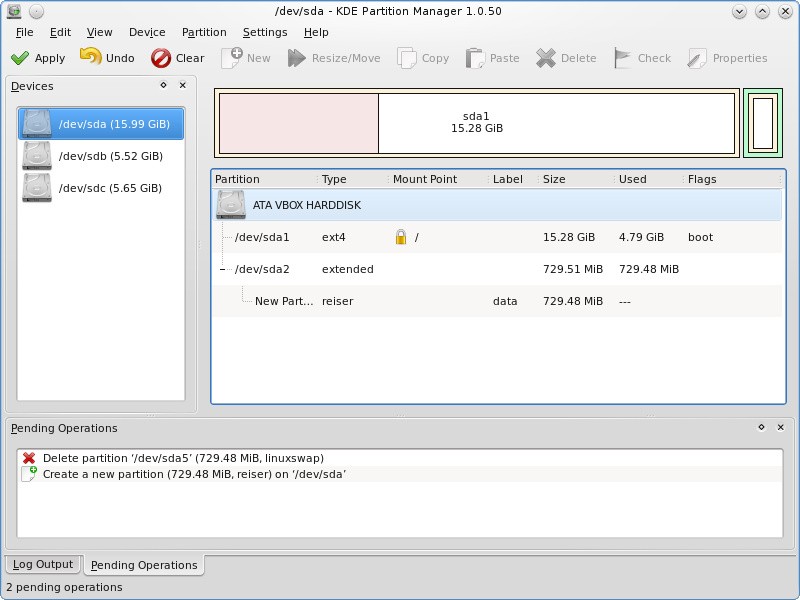 /dev/sda - KDE Partition Manager 1.0.50
File Edit View Device Partition Settings Help
Apply Undo Clear New Resize/Move Copy Paste Delete Check Properties
Devices
/dev/sda (15.99 GiB)
/dev/sdb (5.52 GiB)
/dev/sdc (5.65 GiB)
sda1
15.28 GiB
Partition Type Mount Point Label Size Used Flags
ATA VBOX HARDDISK
/dev/sda1 ext4 / 15.28 GiB 4.79 GiB boot
/dev/sda2 extended 729.51 MiB 729.48 MiB
New Part... reiser data 729.48 MiB ---
Pending Operations
Delete partition ‘/dev/sda5’ (729.48 MiB, linuxswap)
Create a new partition (729.48 MiB, reiser) on ‘/dev/sda’
Log Output Pending Operations
2 pending operations